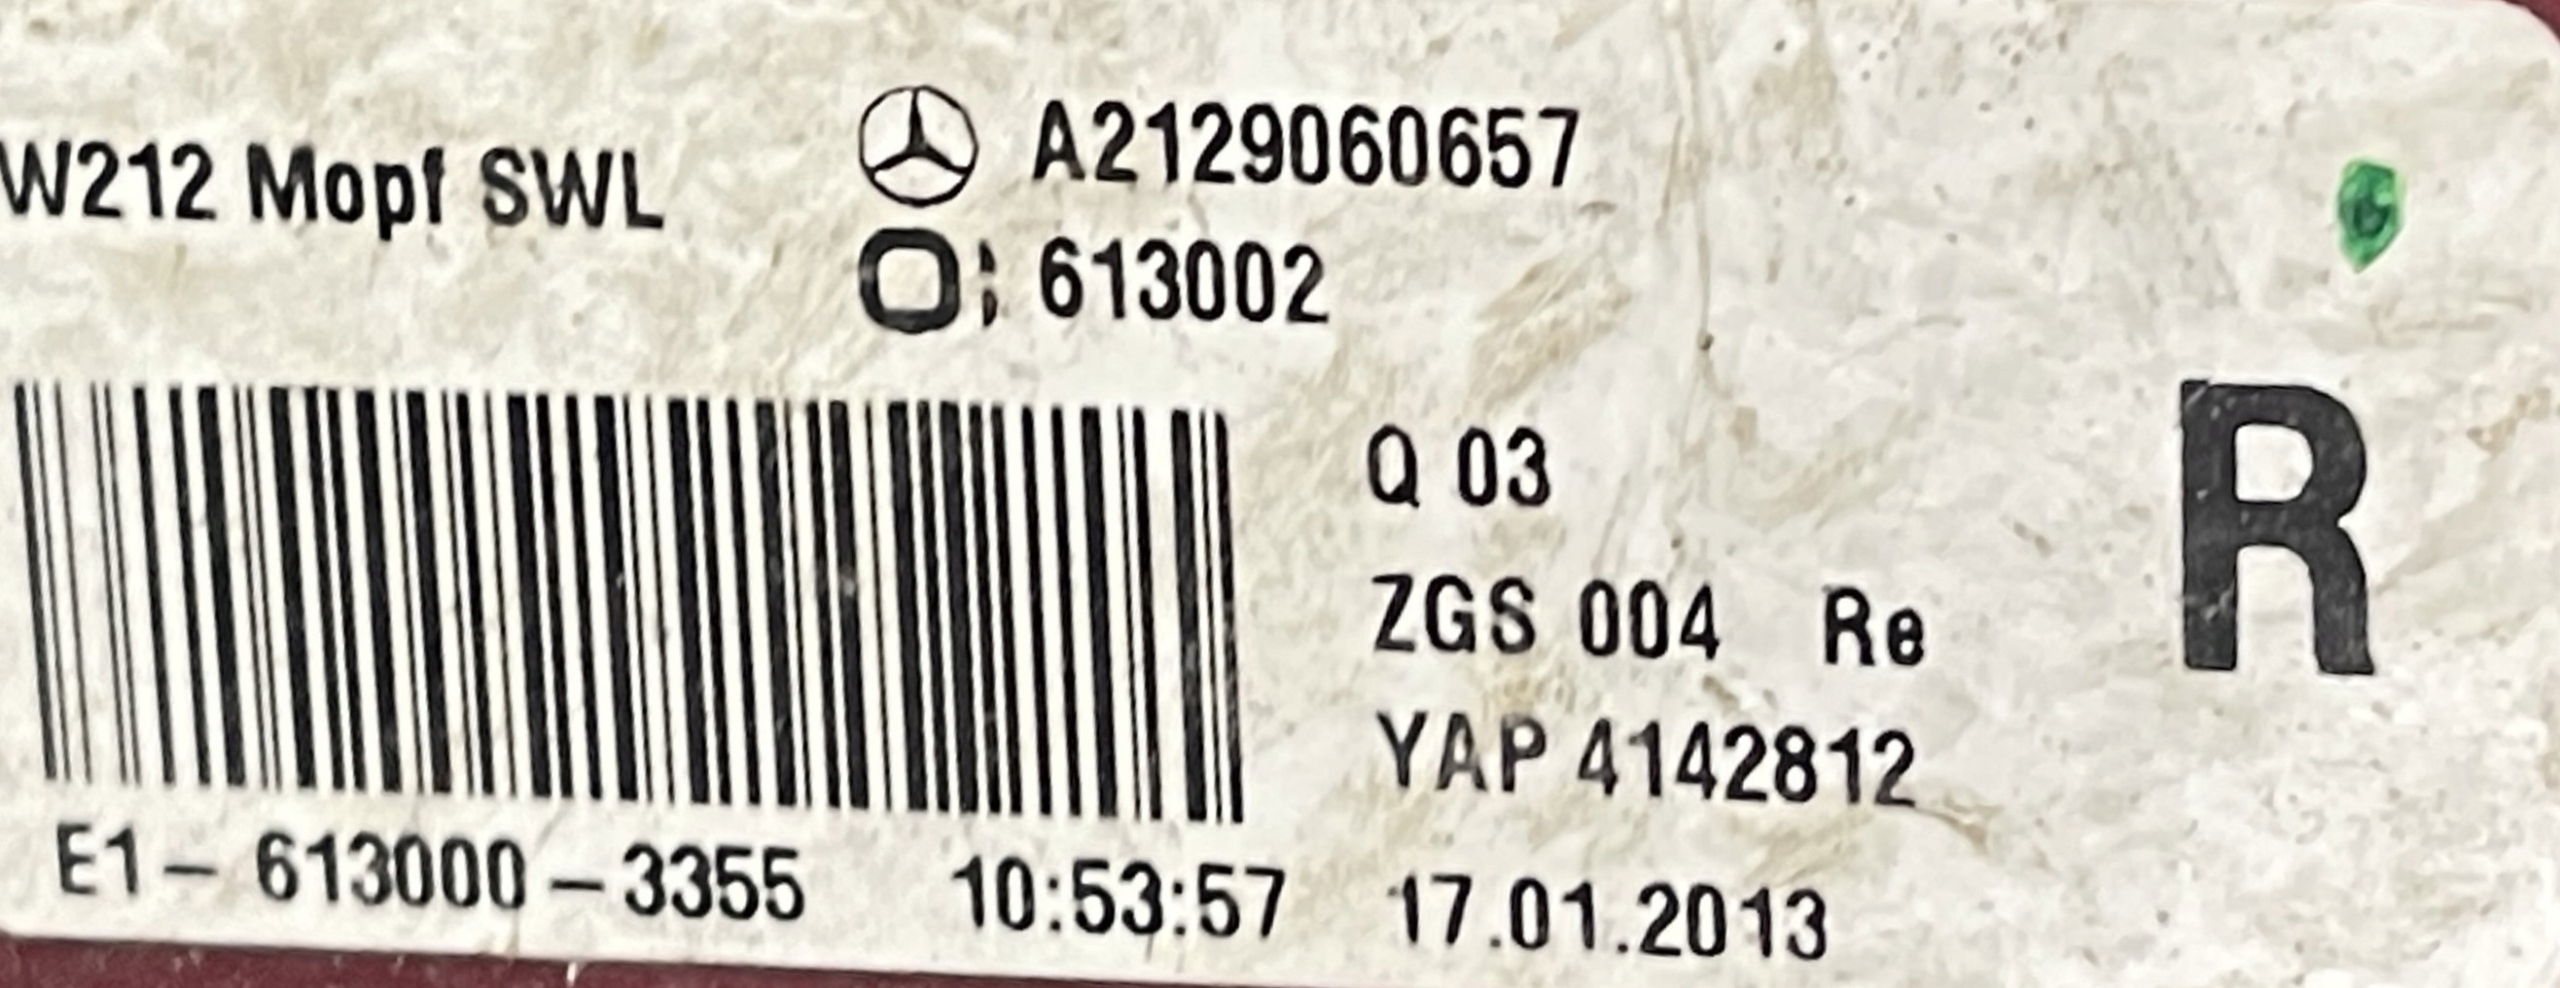 W212 Mopf SWL
A2129060657
613002
Q 03
ZGS 004 Re
R
YAP 4142812
E1– 613000 –3355 10:53:57 17.01.2013